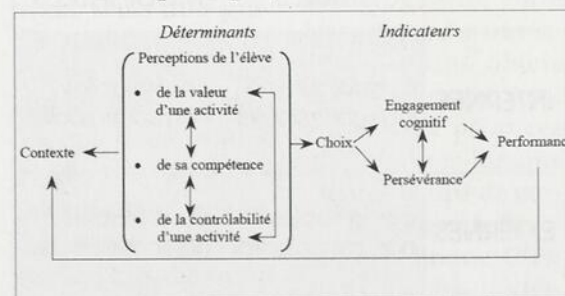 Déterminants
Indicateurs
Perceptions de l'élève
• de la valeur
d'une activité
Engagement
cognitif
Contexte
• de sa compétence
Choix
Performanc
Persévérance
• de la contrôlabilité
d'une activité